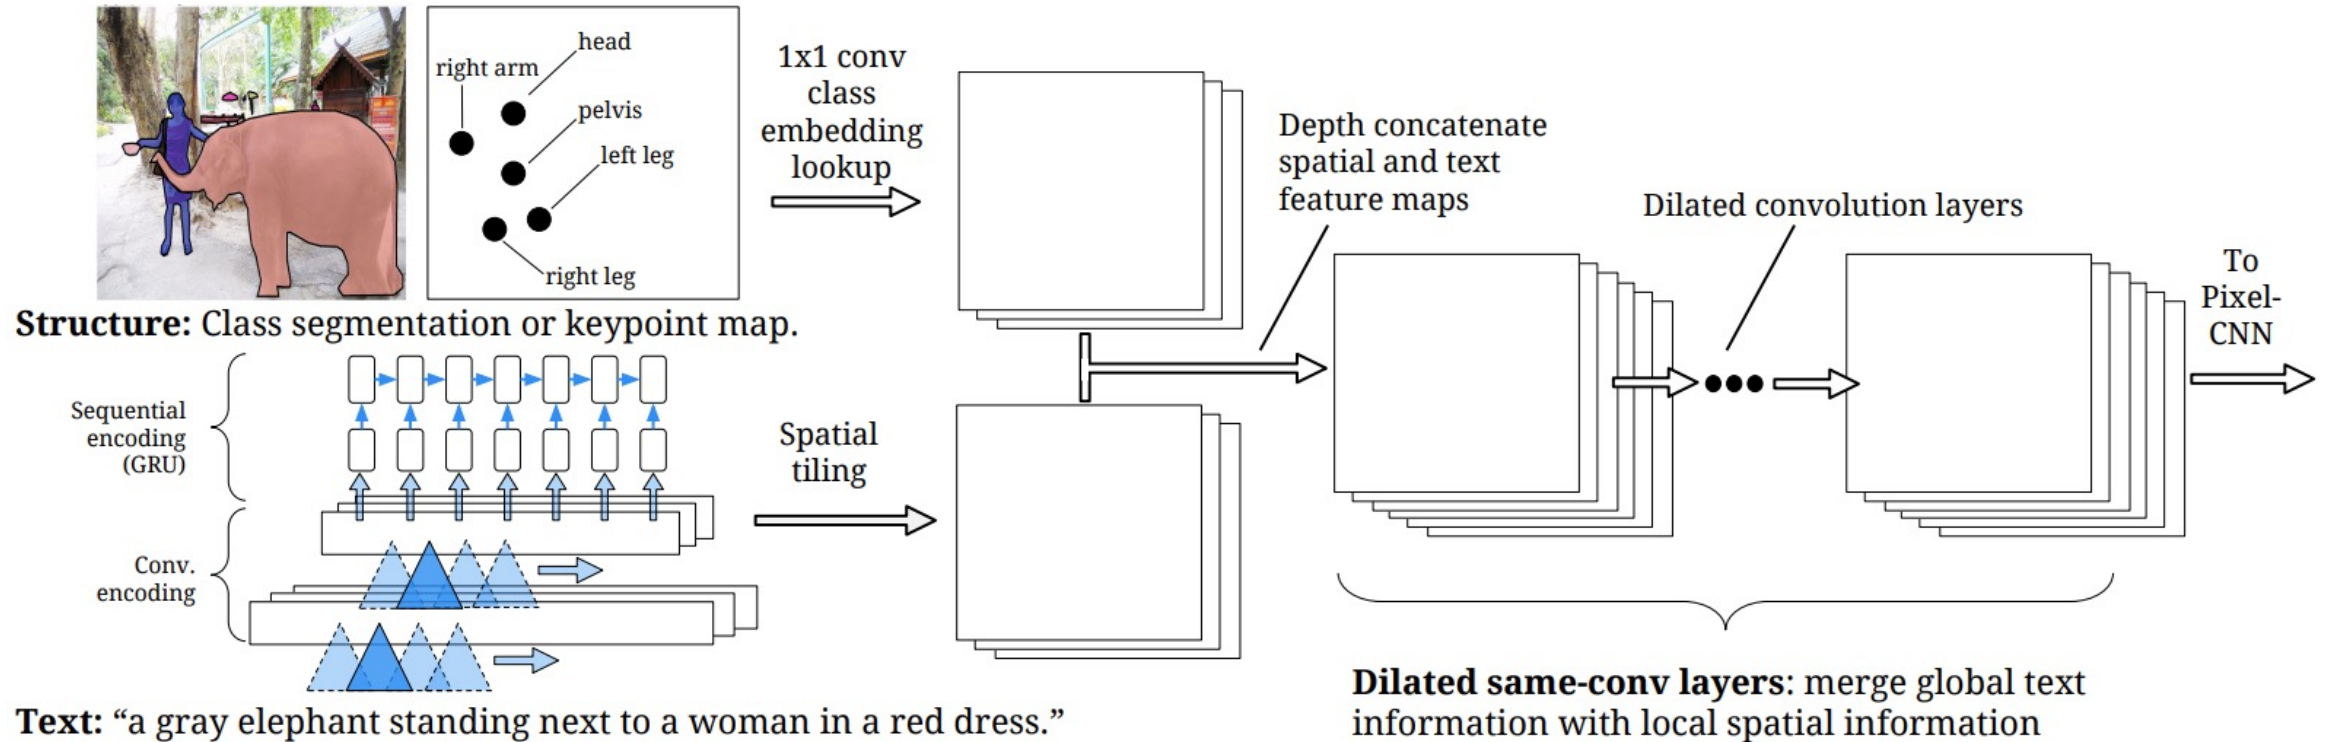 head
right arm
pelvis
left leg
right leg
Structure: Class segmentation or keypoint map.
1x1 conv
class
embedding
lookup
Sequential
encoding
(GRU)
Conv.
encoding
Text: “a gray elephant standing next to a woman in a red dress.”
Spatial
tiling
Depth concatenate
spatial and text
feature maps
Dilated convolution layers
To
Pixel-
CNN
Dilated same-conv layers: merge global text
information with local spatial information